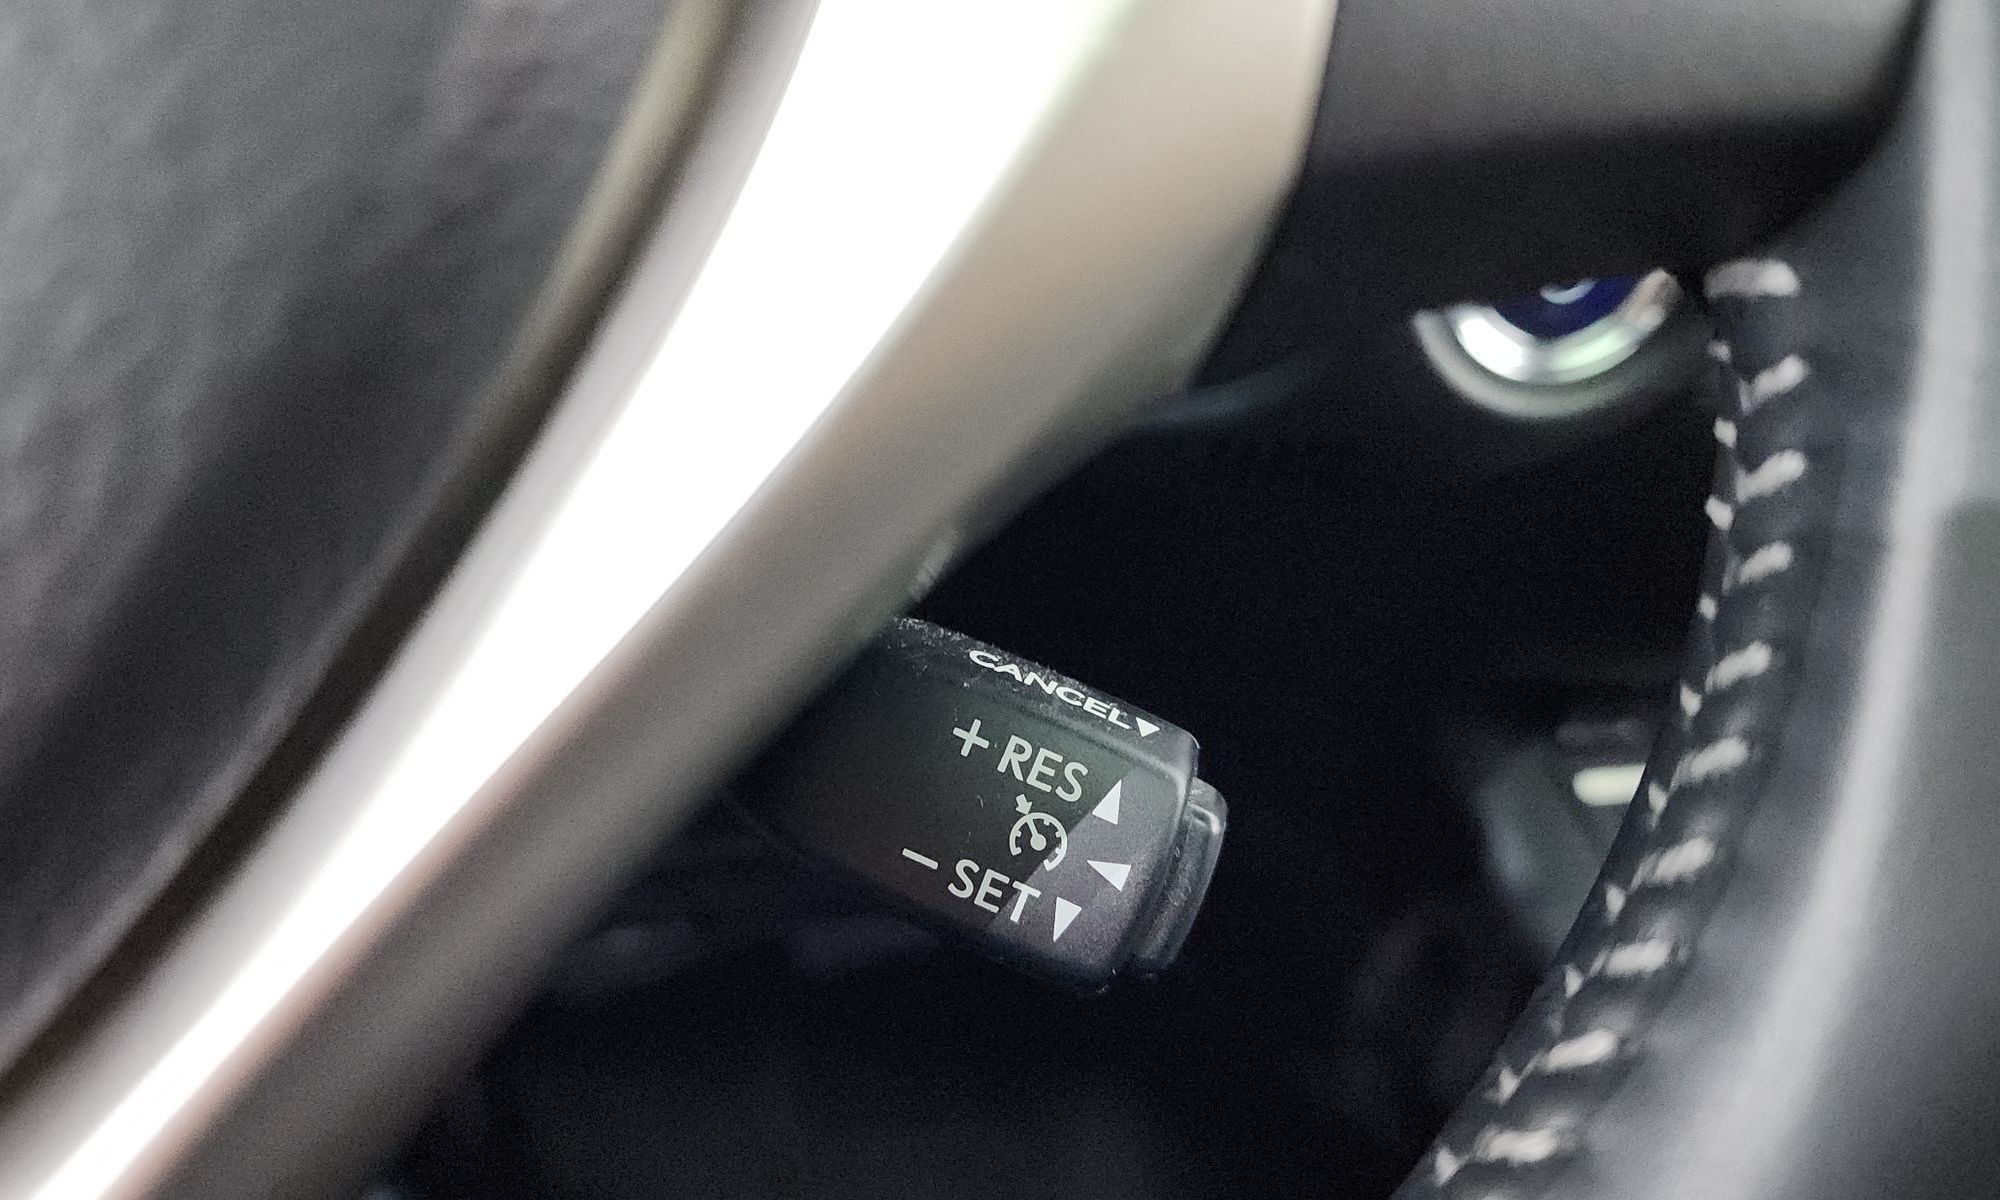 CANCEL▼
+ RES ▲
− SET ▼